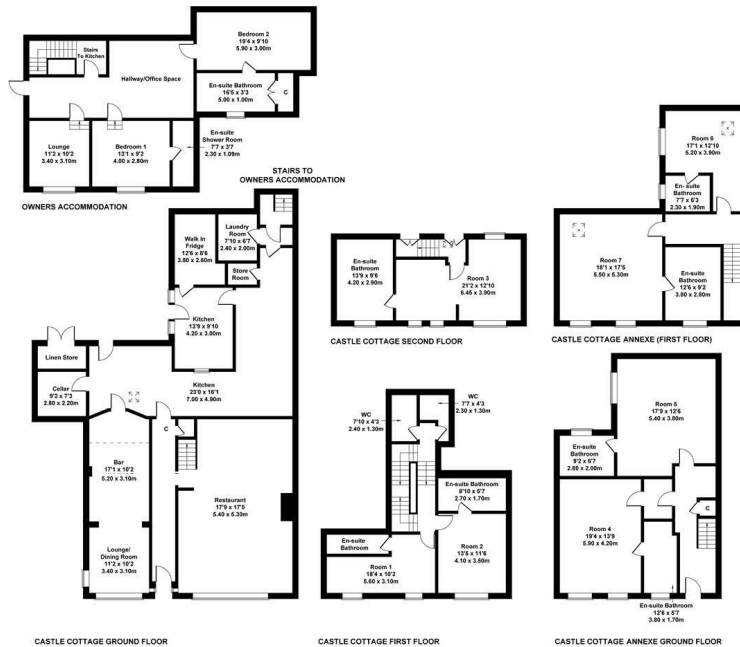 Stairs
To Kitchen
Hallway/Office Space
Bedroom 2
19'4 x 9'10
5.90 x 3.00m
En-suite Bathroom
16'5 x 3'3
5.00 x 1.00m
C
Lounge
11'2 x 10'2
3.40 x 3.10m
Bedroom 1
13'1 x 9'2
4.00 x 2.80m
En-suite
Shower Room
7'7 x 3'7
2.30 x 1.09m
OWNERS ACCOMMODATION
STAIRS TO
OWNERS ACCOMMODATION
Walk In
Fridge
12'6 x 8'6
3.80 x 2.60m
Laundry
Room
7'10 x 6'7
2.40 x 2.00m
Store
Room
Kitchen
13'9 x 9'10
4.20 x 3.00m
Linen Store
Cellar
9'2 x 7'3
2.80 x 2.20m
Kitchen
23'0 x 16'1
7.00 x 4.90m
C
Bar
17'1 x 10'2
5.20 x 3.10m
Restaurant
17'9 x 17'5
5.40 x 5.30m
Lounge/
Dining Room
11'2 x 10'2
3.40 x 3.10m
CASTLE COTTAGE GROUND FLOOR
En-suite
Bathroom
13'9 x 9'6
4.20 x 2.90m
Room 3
21'2 x 12'10
6.45 x 3.90m
CASTLE COTTAGE SECOND FLOOR
WC
7'10 x 4'3
2.40 x 1.30m
WC
7'7 x 4'3
2.30 x 1.30m
En-suite Bathroom
8'10 x 5'7
2.70 x 1.70m
En-suite
Bathroom
Room 1
18'4 x 10'2
5.60 x 3.10m
Room 2
13'5 x 11'6
4.10 x 3.50m
CASTLE COTTAGE FIRST FLOOR
Room 6
17'1 x 12'10
5.20 x 3.90m
En- suite
Bathroom
7'7 x 6'3
2.30 x 1.90m
Room 7
18'1 x 17'5
5.50 x 5.30m
En-suite
Bathroom
12'6 x 9'2
3.80 x 2.80m
CASTLE COTTAGE ANNEXE (FIRST FLOOR)
Room 5
17'9 x 12'6
5.40 x 3.80m
En-suite
Bathroom
9'2 x 6'7
2.80 x 2.00m
Room 4
19'4 x 13'9
5.90 x 4.20m
C
En-suite Bathroom
12'6 x 5'7
3.80 x 1.70m
CASTLE COTTAGE ANNEXE GROUND FLOOR